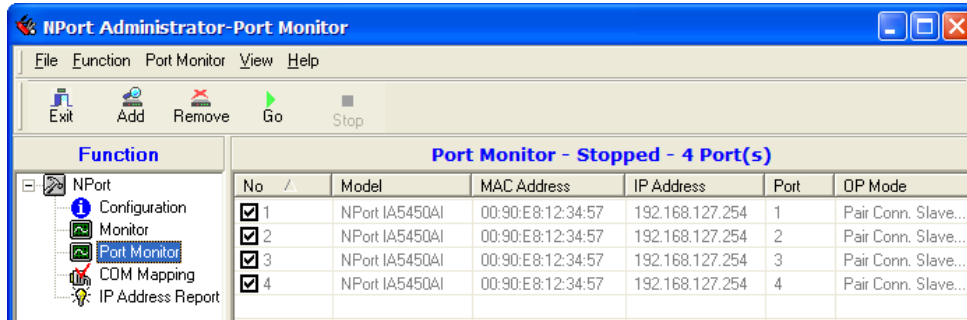 NPort Administrator-Port Monitor
File Function Port Monitor View Help
Exit Add Remove Go Stop
Function
Port Monitor - Stopped - 4 Port(s)
NPort
Configuration
Monitor
Port Monitor
COM Mapping
IP Address Report
No Model MAC Address IP Address Port OP Mode
1 NPort IA5450AI 00:90:E8:12:34:57 192.168.127.254 1 Pair Conn. Slave...
2 NPort IA5450AI 00:90:E8:12:34:57 192.168.127.254 2 Pair Conn. Slave...
3 NPort IA5450AI 00:90:E8:12:34:57 192.168.127.254 3 Pair Conn. Slave...
4 NPort IA5450AI 00:90:E8:12:34:57 192.168.127.254 4 Pair Conn. Slave...